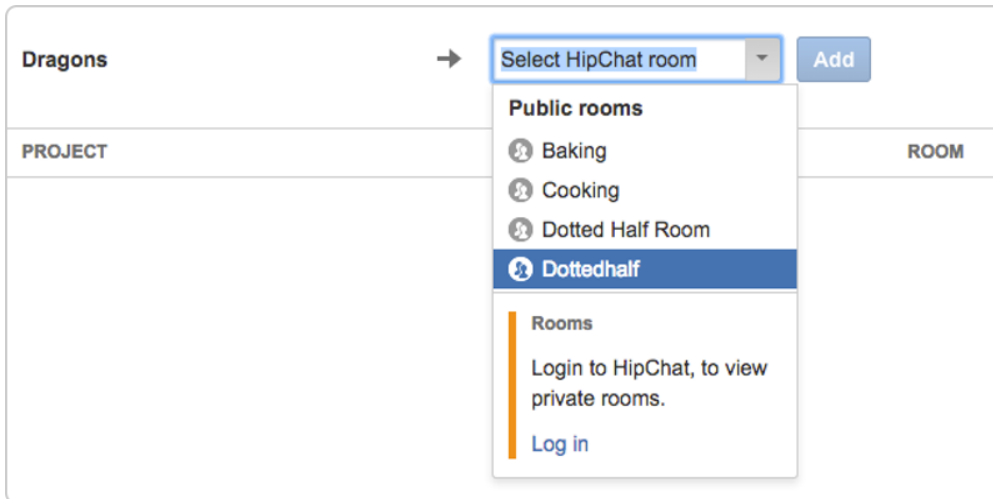 Dragons
Select HipChat room
Add
Public rooms
PROJECT
ROOM
Baking
Cooking
Dotted Half Room
Dottedhalf
Rooms
Login to HipChat, to view
private rooms.
Log in